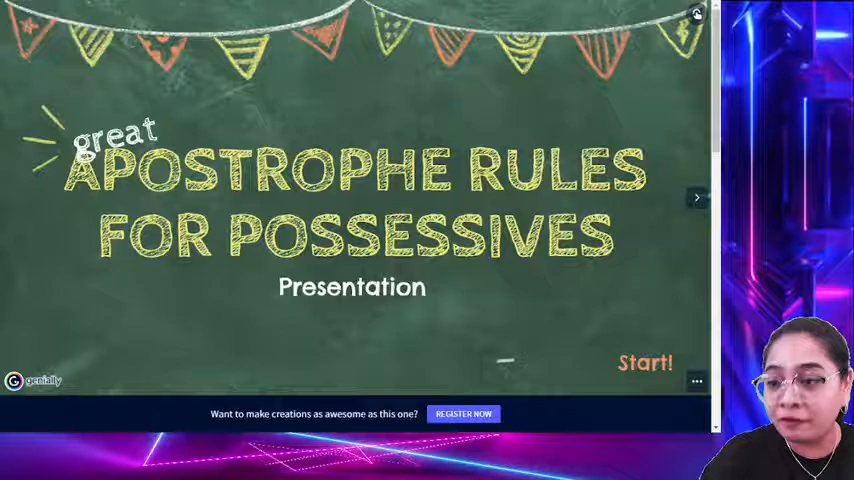 great
APOSTROPHE RULES
FOR POSSESSIVES
Presentation
Start!
genially
Want to make creations as awesome as this one?
REGISTER NOW